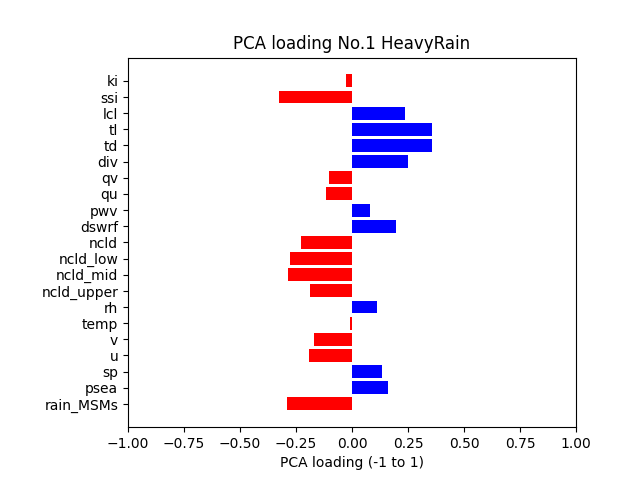 PCA loading No.1 HeavyRain
ki
ssi
lcl
tl
td
div
qv
qu
pwv
dswrf
ncld
ncld_low
ncld_mid
ncld_upper
rh
temp
v
u
sp
psea
rain_MSMs
−1.00 −0.75 −0.50 −0.25 0.00 0.25 0.50 0.75 1.00
PCA loading (-1 to 1)